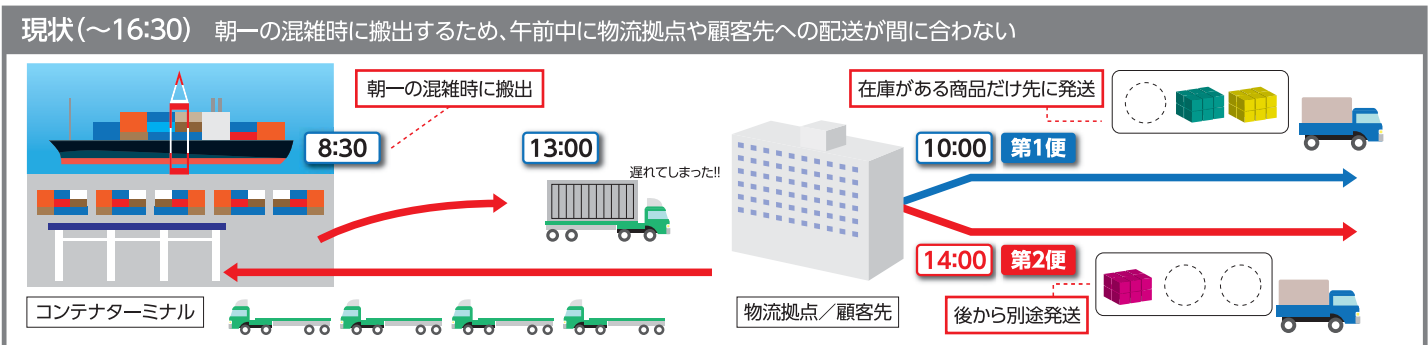 現状（～16:30） 朝一の混雑時に搬出するため、午前中に物流拠点や顧客先への配送が間に合わない
朝一の混雑時に搬出
8:30
13:00
遅れてしまった!!
コンテナターミナル
在庫がある商品だけ先に発送
10:00 第1便
14:00 第2便
後から別途発送
物流拠点／顧客先